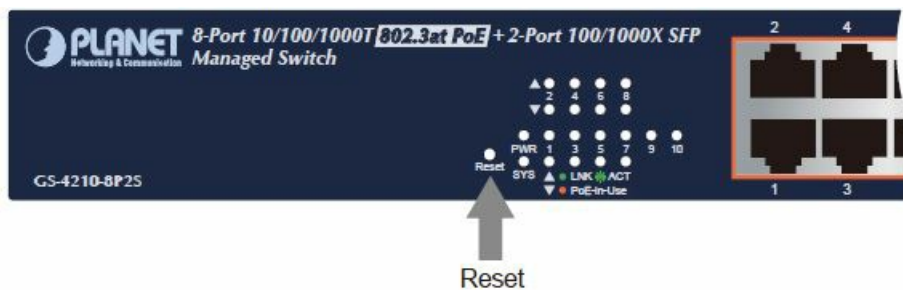 PLANET
Networking & Communication
8-Port 10/100/1000T 802.3at PoE + 2-Port 100/1000X SFP
Managed Switch
2 4
2 4 6 8
PWR 1 3 5 7 9 10
Reset
SYS
LNK ACT
PoE-In-Use
GS-4210-8P2S
1 3
Reset